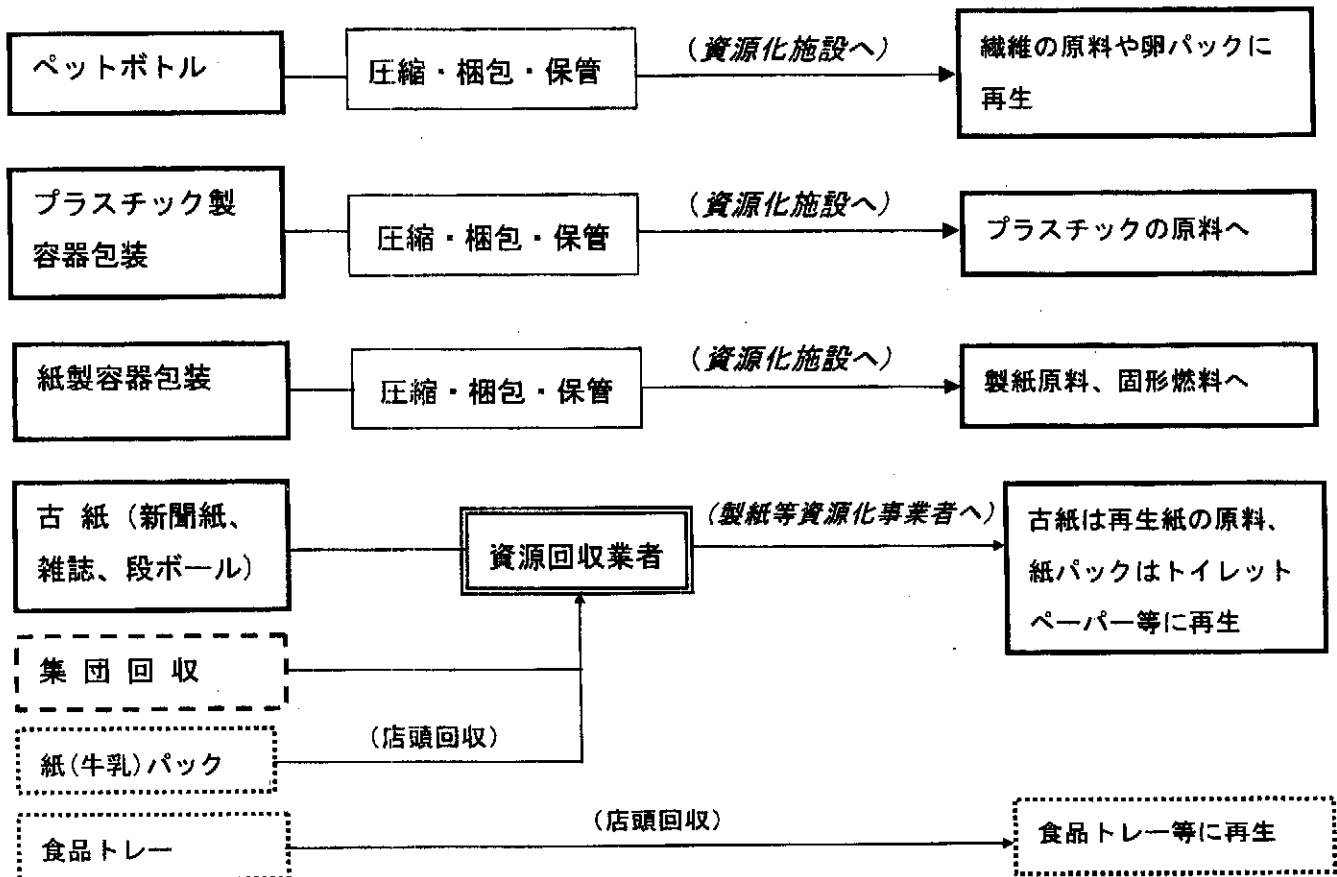 ペットボトル
圧縮・梱包・保管
(資源化施設へ)
繊維の原料や卵パックに
再生
プラスチック製
容器包装
圧縮・梱包・保管
(資源化施設へ)
プラスチックの原料へ
紙製容器包装
圧縮・梱包・保管
(資源化施設へ)
製紙原料、固形燃料へ
古 紙(新聞紙、
雑誌、段ボール)
資源回収業者
(製紙等資源化事業者へ)
古紙は再生紙の原料、
紙パックはトイレット
ペーパー等に再生
集 団 回 収
紙(牛乳)パック
(店頭回収)
食品トレー
(店頭回収)
食品トレー等に再生